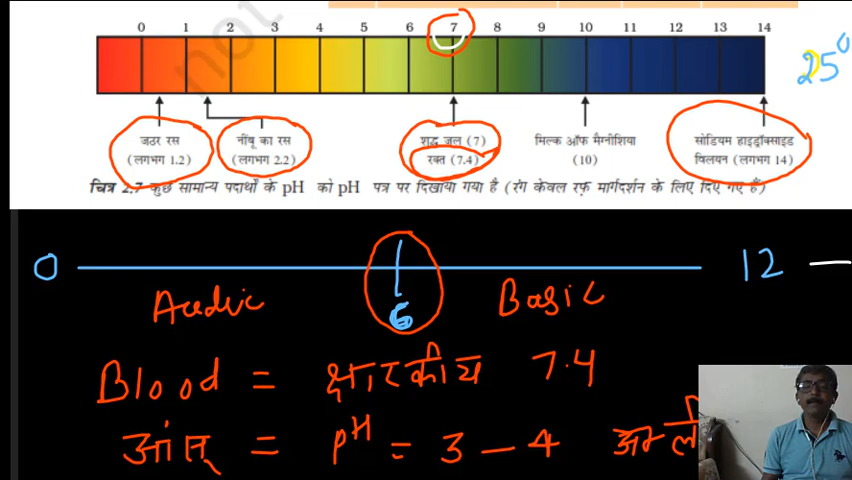 not
0 1 2 3 4 5 6 7 8 9 10 11 12 13 14
25⁰
जठर रस
(लगभग 1.2)
नींबू का रस
(लगभग 2.2)
शुद्ध जल (7)
रक्त (7.4)
मिल्क ऑफ मैग्नीशिया
(10)
सोडियम हाइड्रॉक्साइड
विलयन (लगभग 14)
चित्र 2.7 कुछ सामान्य पदार्थों के pH को pH पत्र पर दिखाया गया है (रंग केवल रफ़ मार्गदर्शन के लिए दिए गए हैं)
0 6 12
Acidic Basic
Blood = क्षारकीय 7.4
आंसू = pH = 3 - 4